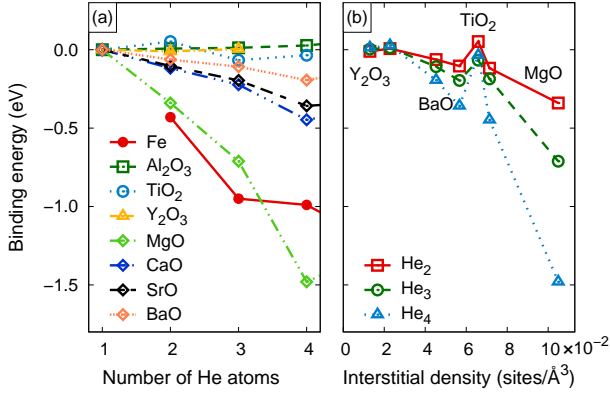 (a)
(b)
TiO₂
0.0
−0.5
−1.0
−1.5
Binding energy (eV)
Fe
Al₂O₃
TiO₂
Y₂O₃
MgO
CaO
SrO
BaO
1 2 3 4
Number of He atoms
Y₂O₃
BaO
MgO
He₂
He₃
He₄
0 2 4 6 8 10×10⁻²
Interstitial density (sites/Å³)